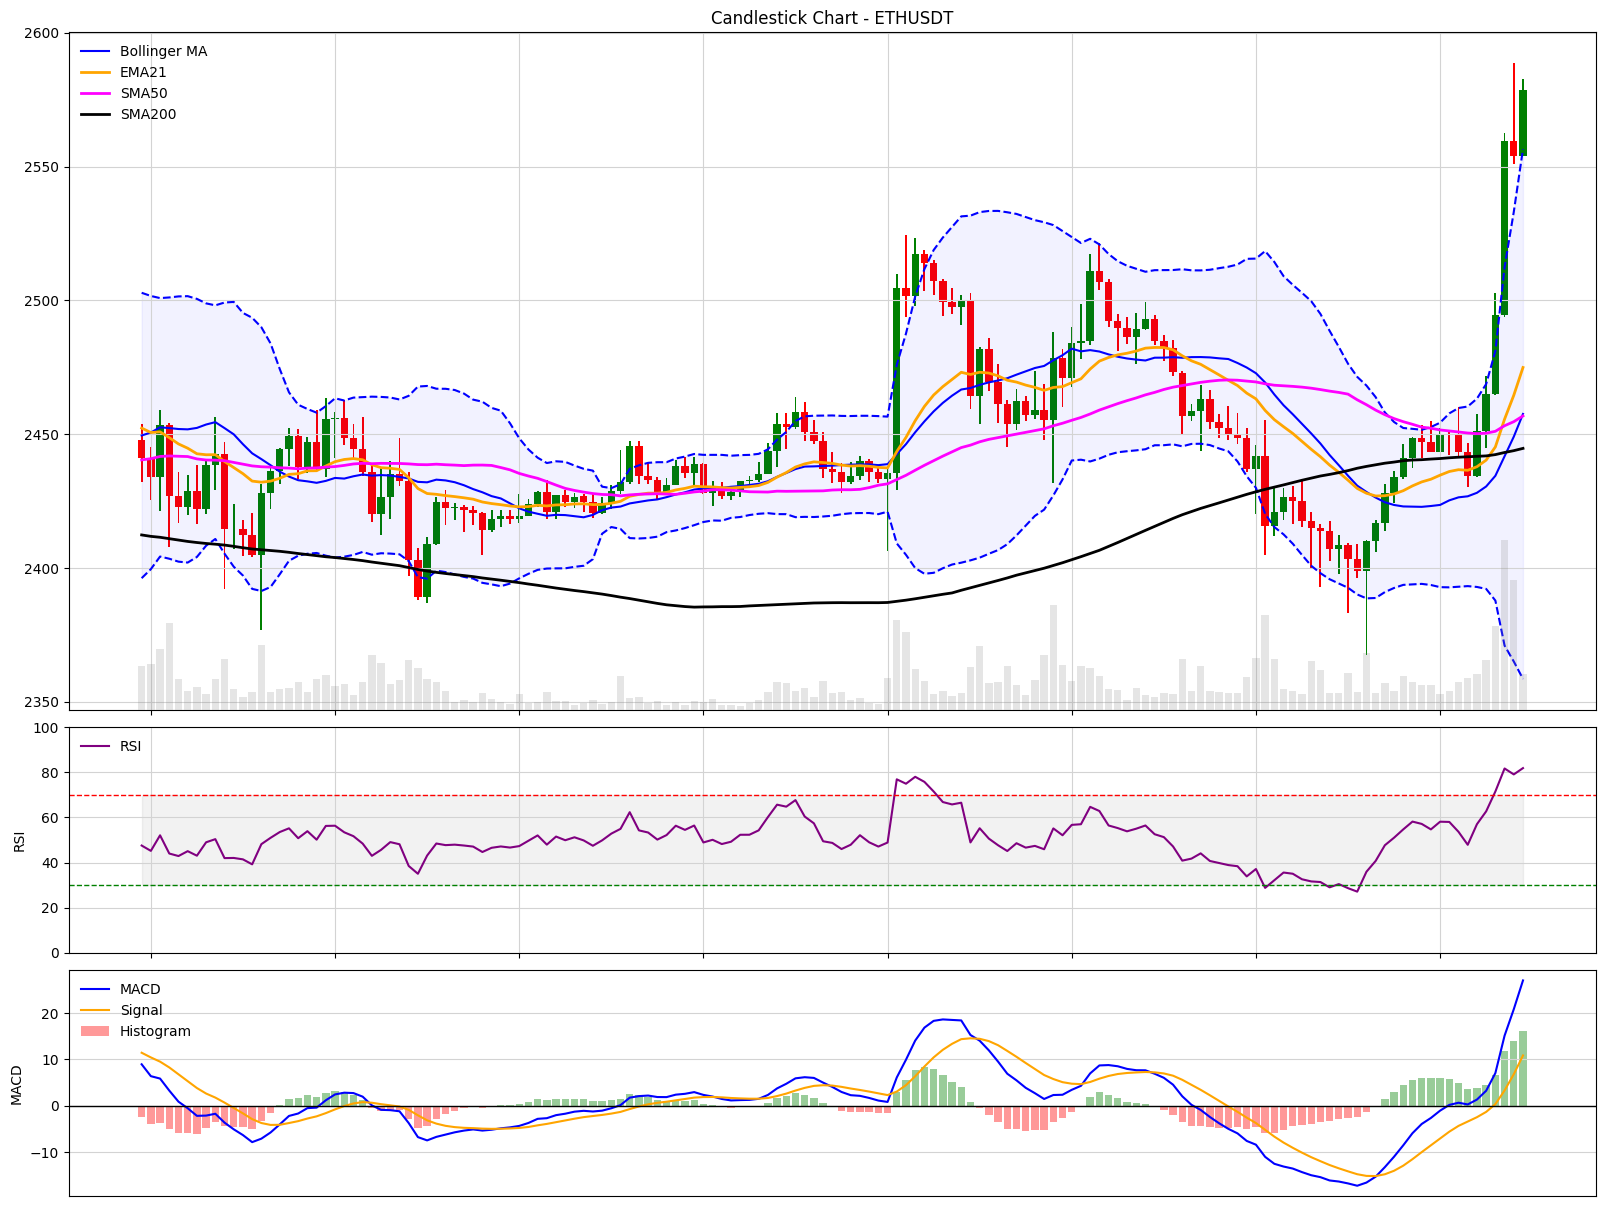 Candlestick Chart - ETHUSDT
2600
2550
2500
2450
2400
2350
Bollinger MA
EMA21
SMA50
SMA200
100
80
60
40
20
0
RSI
RSI
20
10
0
−10
MACD
MACD
Signal
Histogram